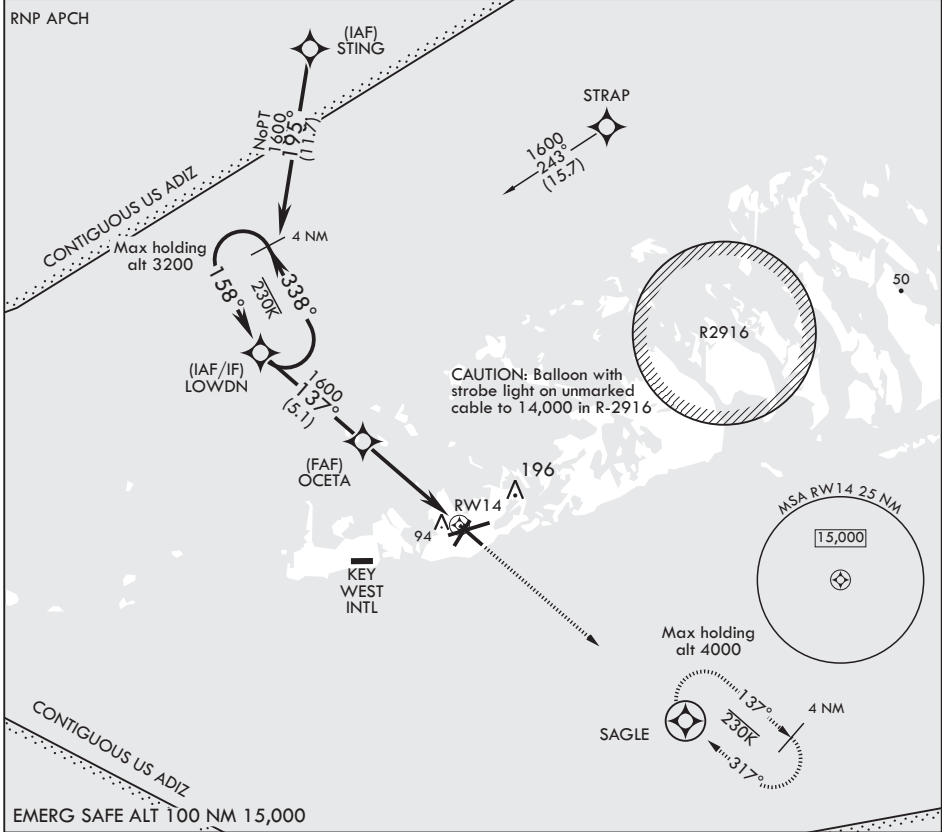 RNP APCH
(IAF)
STING
NoPT
1600
195°
(11.7)
STRAP
1600
243°
(15.7)
CONTIGUOUS US ADIZ
4 NM
Max holding
alt 3200
158°
230K
338°
50
R2916
(IAF/IF)
LOWDN
1600
137°
(5.1)
CAUTION: Balloon with
strobe light on unmarked
cable to 14,000 in R-2916
(FAF)
OCETA
196
RW14
94
KEY
WEST
INTL
MSA RW14 25 NM
15,000
Max holding
alt 4000
137°
4 NM
230K
SAGLE
317°
CONTIGUOUS US ADIZ
EMERG SAFE ALT 100 NM 15,000